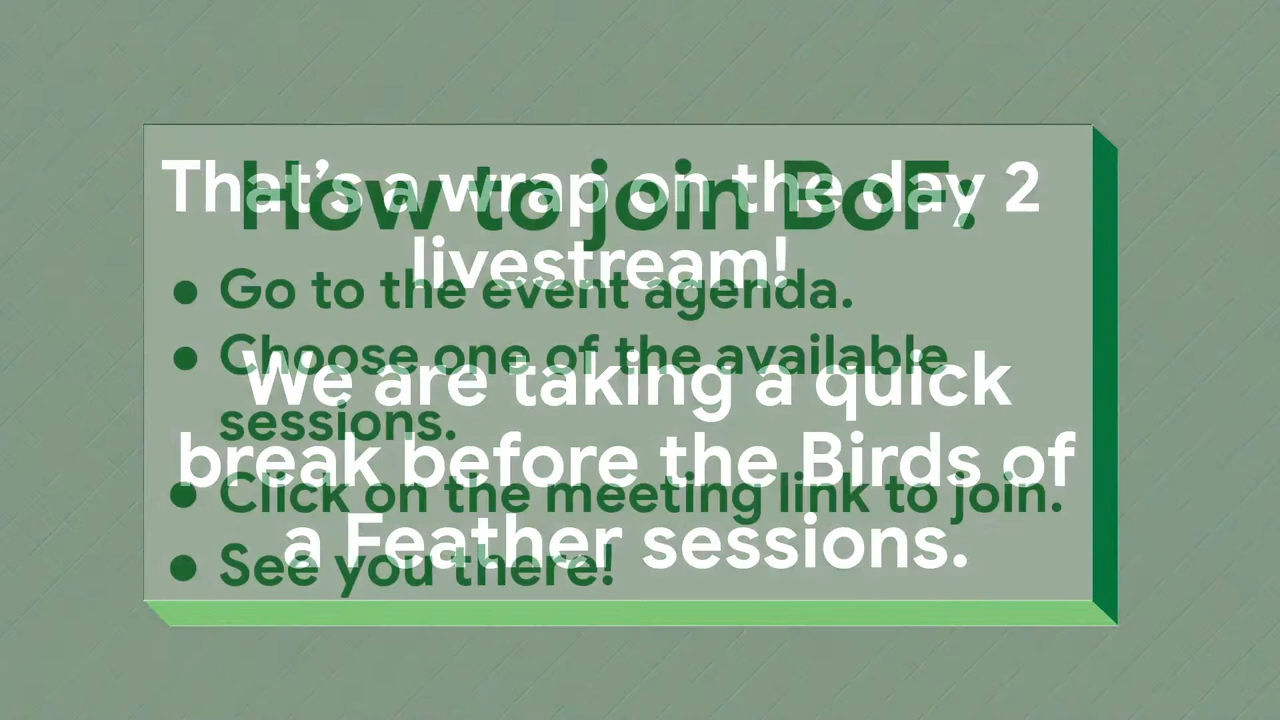 That's a wrap on the day 2
livestream!
We are taking a quick
break before the Birds of
a Feather sessions.
How to join BoF:
● Go to the event agenda.
● Choose one of the available
sessions.
● Click on the meeting link to join.
● See you there!